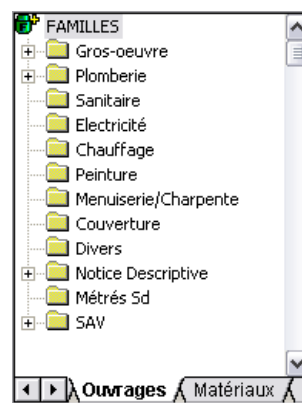 FAMILLES
Gros-oeuvre
Plomberie
Sanitaire
Electricité
Chauffage
Peinture
Menuiserie/Charpente
Couverture
Divers
Notice Descriptive
Métrés Sd
SAV
Ouvrages Matériaux